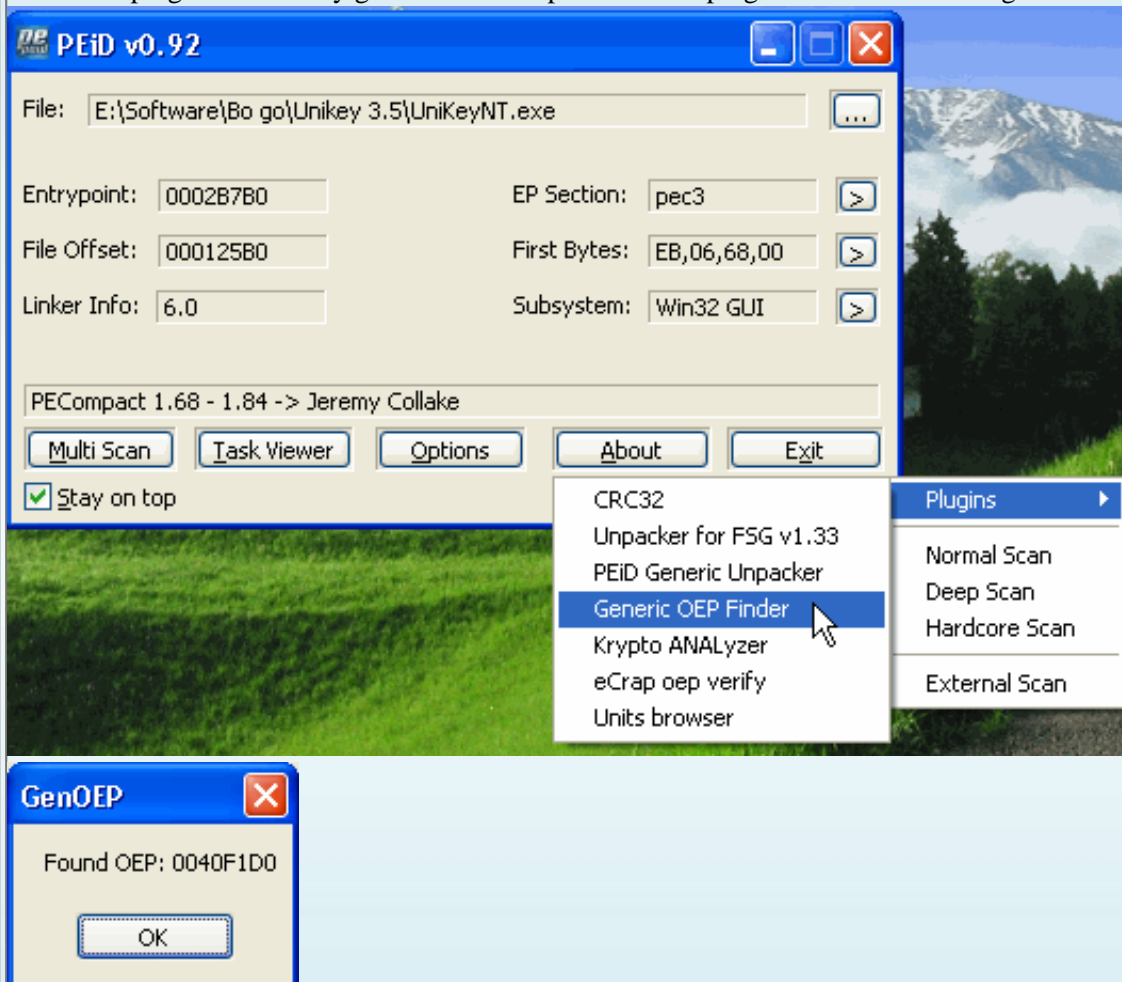 PEiD v0.92
File: E:\Software\Bo go\Unikey 3.5\UniKeyNT.exe ...
Entrypoint: 0002B7B0 EP Section: pec3 >
File Offset: 000125B0 First Bytes: EB,06,68,00 >
Linker Info: 6.0 Subsystem: Win32 GUI >
PECompact 1.68 - 1.84 -> Jeremy Collake
Multi Scan Task Viewer Options About Exit
Stay on top
CRC32
Unpacker for FSG v1.33
PEiD Generic Unpacker
Generic OEP Finder
Krypto ANALyzer
eCrap oep verify
Units browser
Plugins
Normal Scan
Deep Scan
Hardcore Scan
External Scan
GenOEP
Found OEP: 0040F1D0
OK